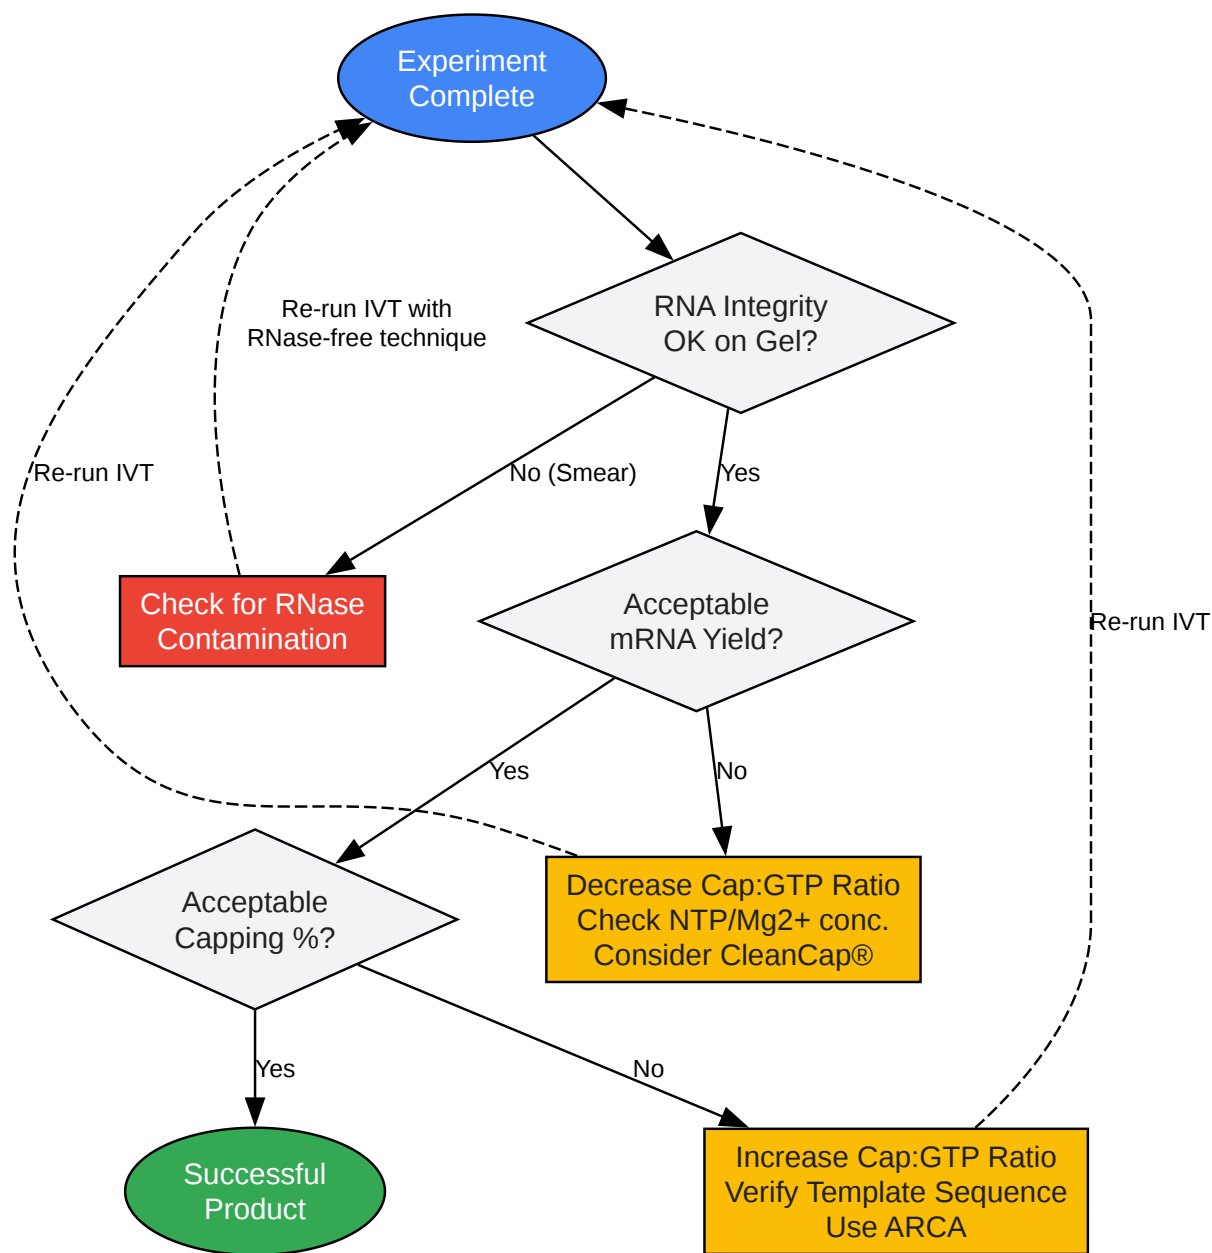 Experiment
Complete
RNA Integrity
OK on Gel?
Re-run IVT with
RNase-free technique
Re-run IVT
No (Smear)
Yes
Check for RNase
Contamination
Acceptable
mRNA Yield?
Re-run IVT
Yes
No
Acceptable
Capping %?
Decrease Cap:GTP Ratio
Check NTP/Mg2+ conc.
Consider CleanCap®
Yes
No
Successful
Product
Increase Cap:GTP Ratio
Verify Template Sequence
Use ARCA